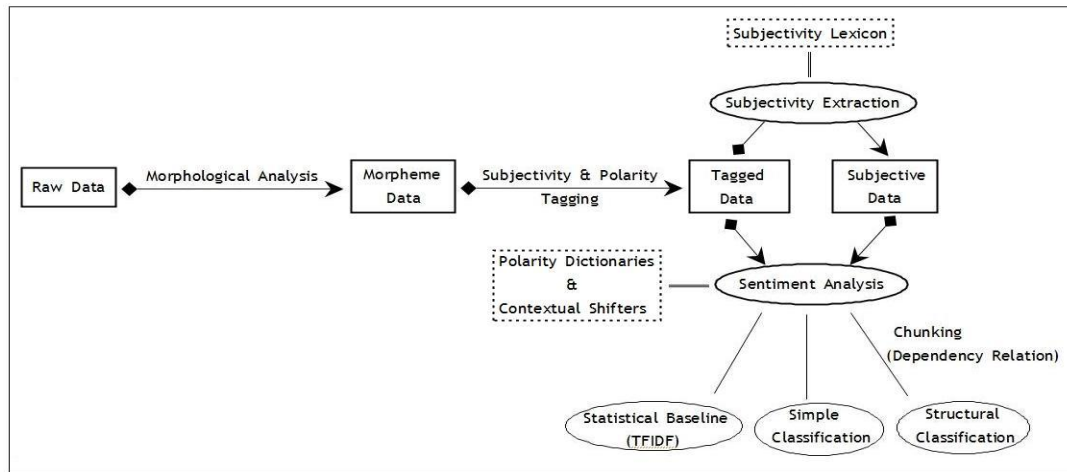 Subjectivity Lexicon
Subjectivity Extraction
Raw Data
Morphological Analysis
Morpheme
Data
Subjectivity & Polarity
Tagging
Tagged
Data
Subjective
Data
Polarity Dictionaries
&
Contextual Shifters
Sentiment Analysis
Chunking
(Dependency Relation)
Statistical Baseline
(TFIDF)
Simple
Classification
Structural
Classification